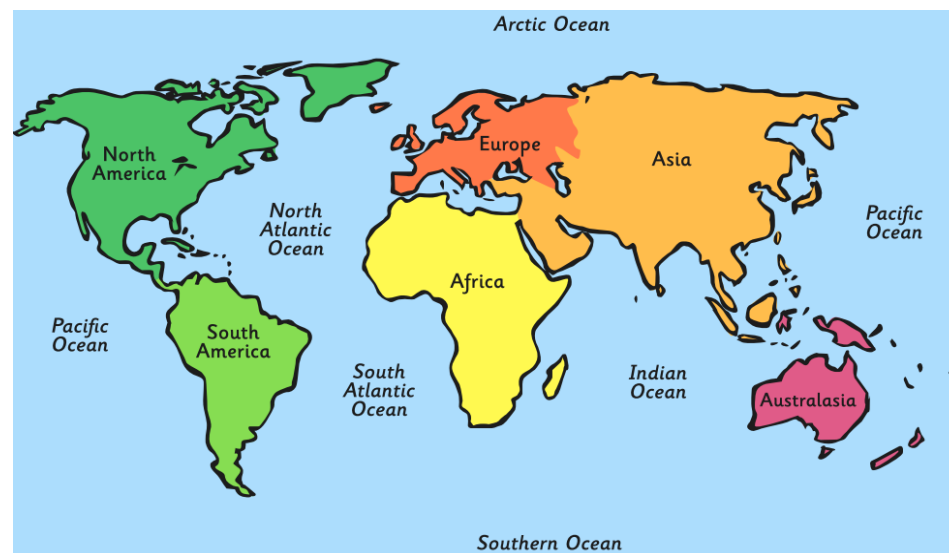 Arctic Ocean
North
America
Europe
Asia
North
Atlantic
Ocean
Pacific
Ocean
Africa
Pacific
Ocean
South
America
South
Atlantic
Ocean
Indian
Ocean
Australasia
Southern Ocean